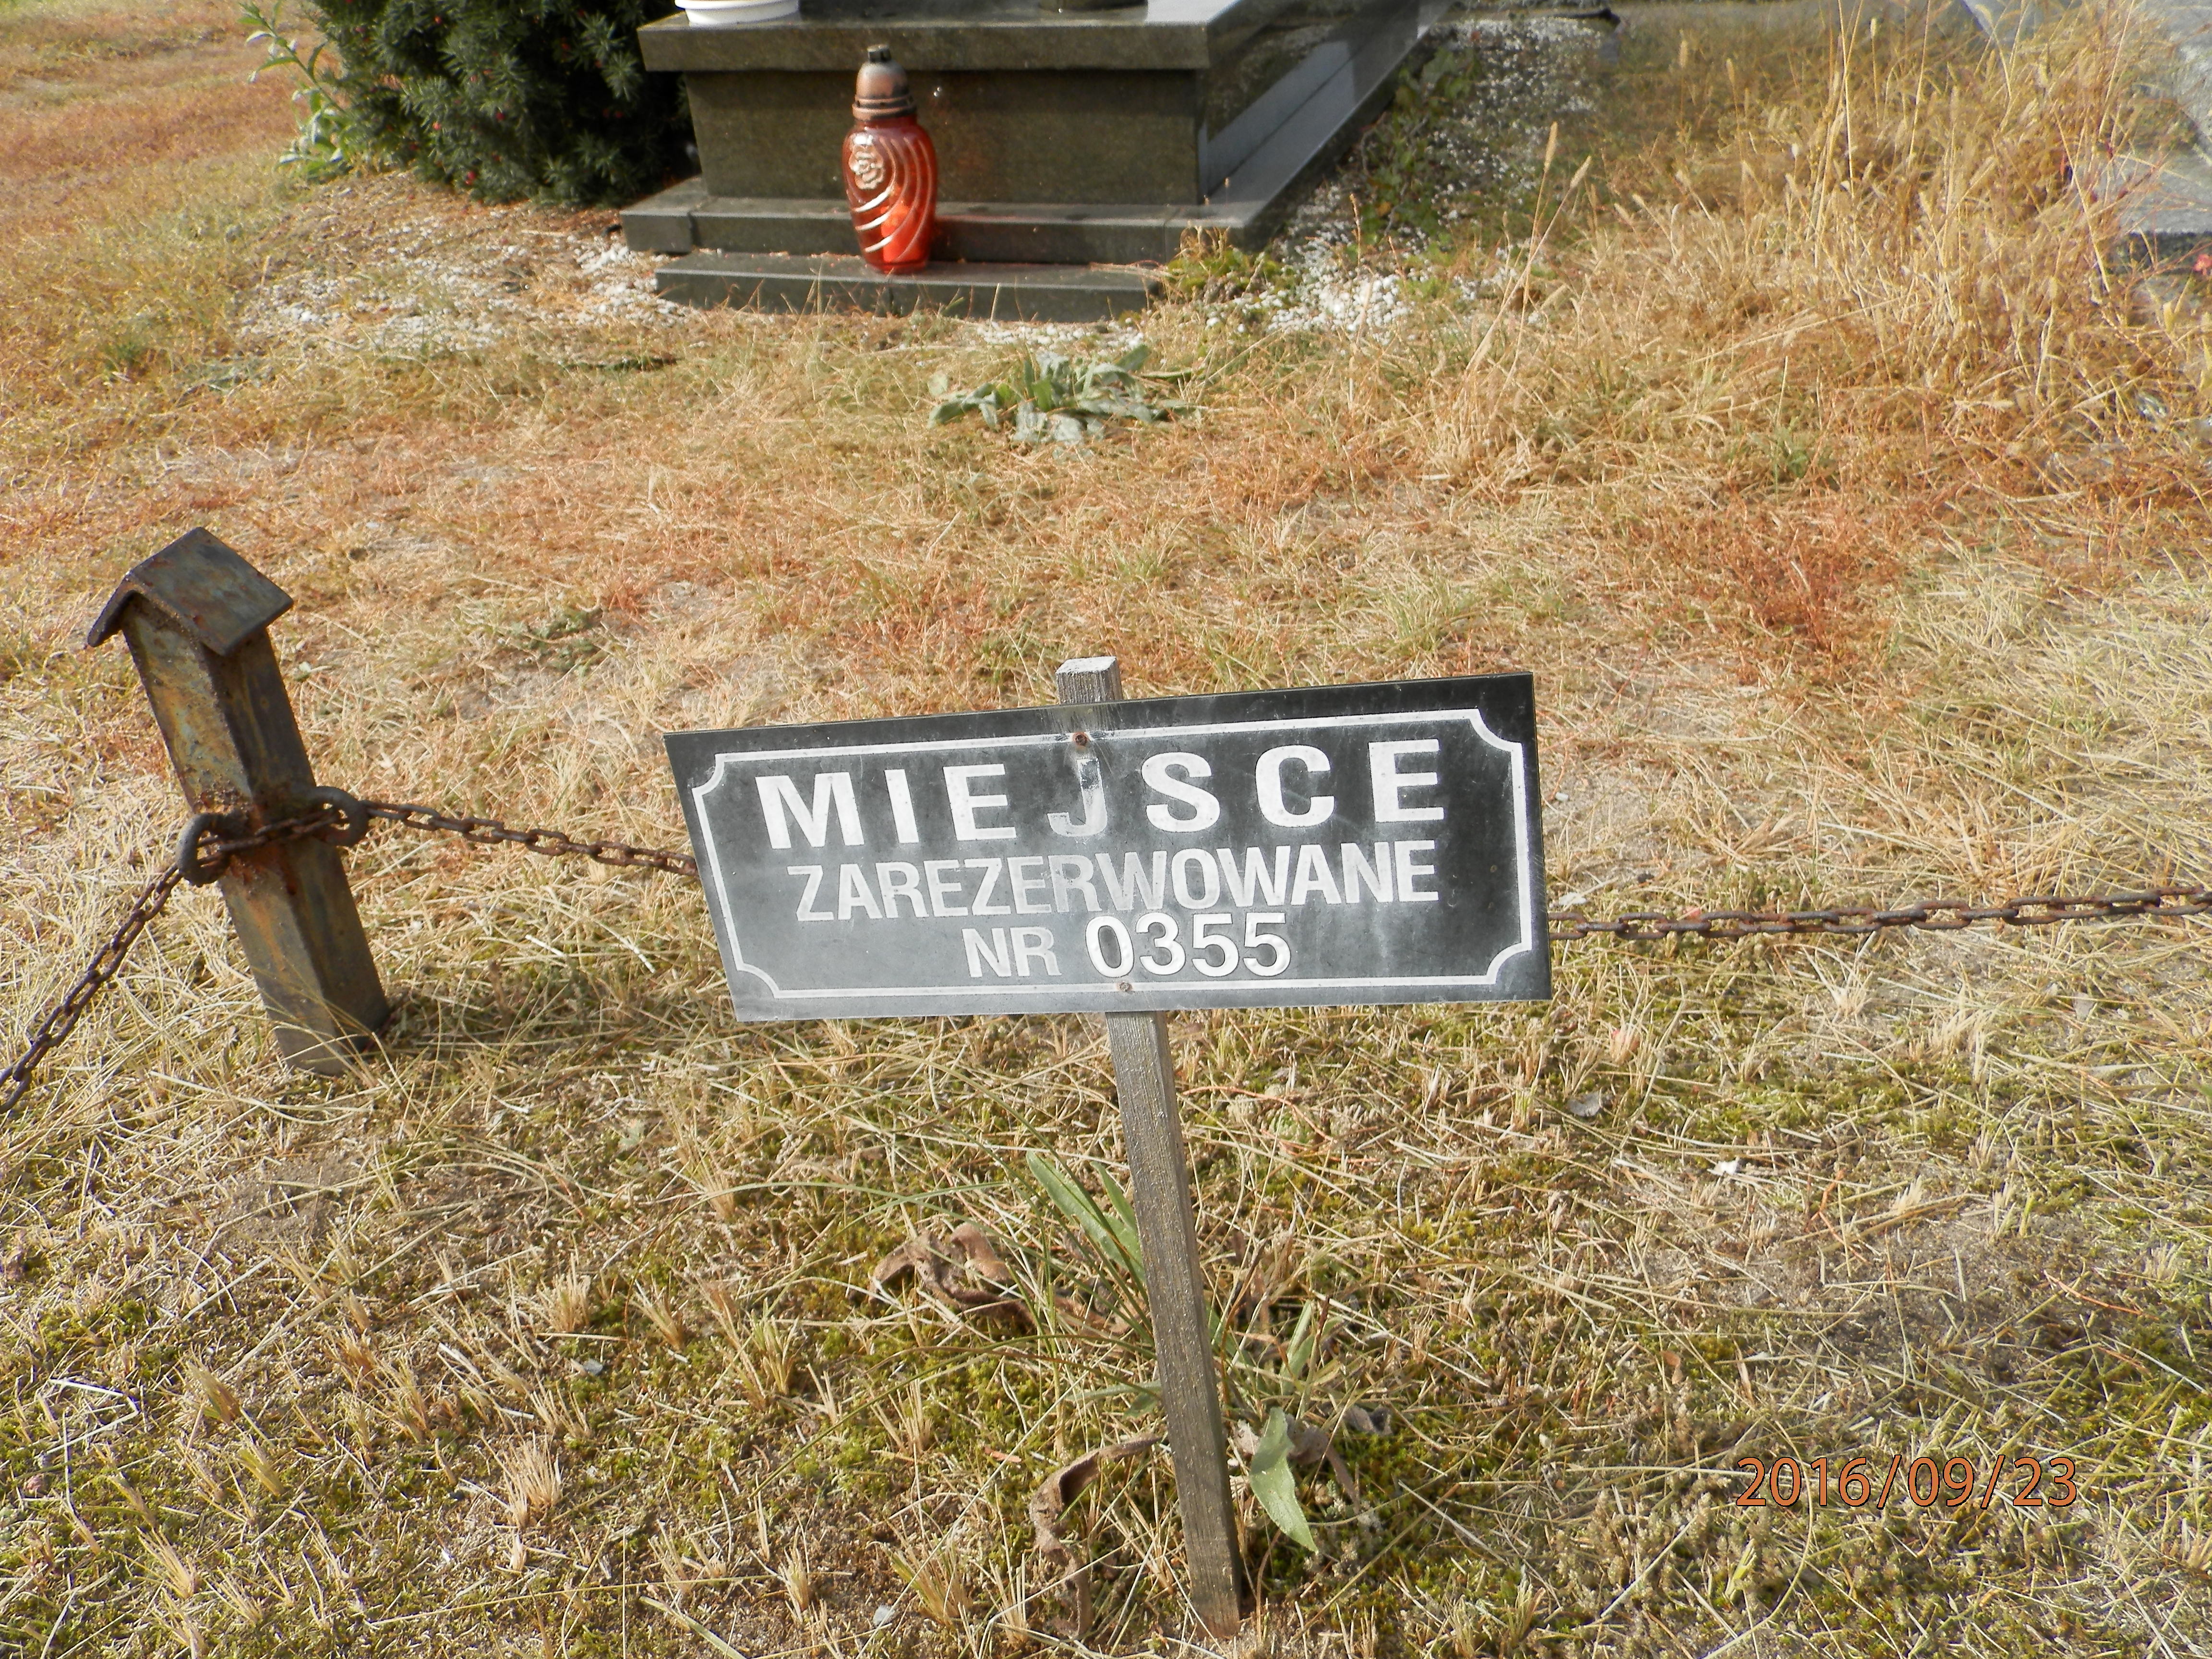 MIEJSCE
ZAREZERWOWANE
NR 0355
2016/09/23